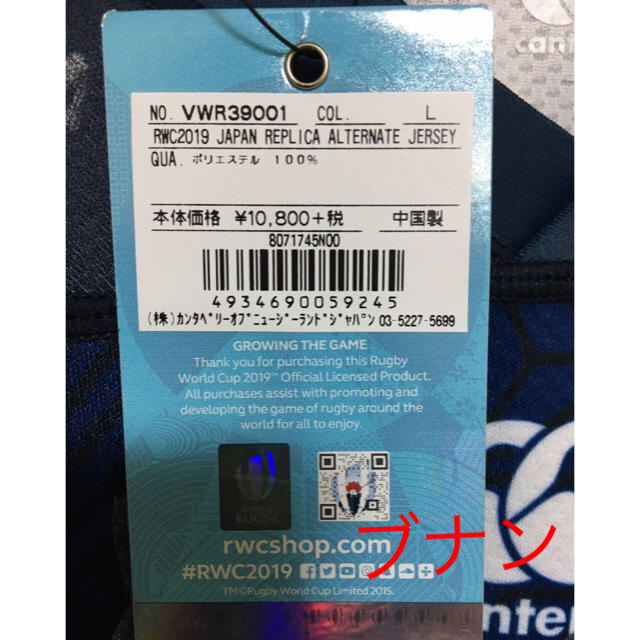 canter
NO. VWR39001 COL. L
RWC2019 JAPAN REPLICA ALTERNATE JERSEY
QUA. ポリエステル 100%
本体価格 ¥10,800+税 中国製
8071745N00
4934690059245
(株)カンタベリーオブニュージーランドジャパン 03-5227-5699
GROWING THE GAME
Thank you for purchasing this Rugby
World Cup 2019™ Official Licensed Product.
All purchases assist with promoting and
developing the game of rugby around the
world for all to enjoy.
WORLD
RUGBY
ブナン
rwcshop.com
#RWC2019
TM©Rugby World Cup Limited 2015.
nter